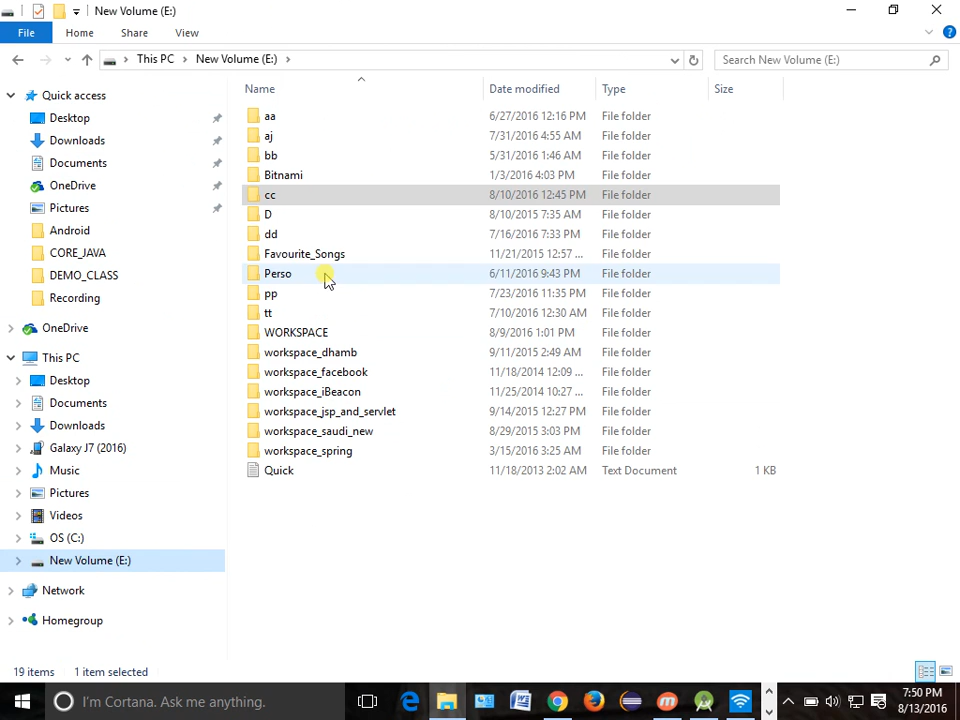 New Volume (E:)
File Home Share View
This PC New Volume (E:) Search New Volume (E:)
Name Date modified Type Size
Quick access
Desktop
Downloads
Documents
OneDrive
Pictures
Android
CORE_JAVA
DEMO_CLASS
Recording
OneDrive
This PC
Desktop
Documents
Downloads
Galaxy J7 (2016)
Music
Pictures
Videos
OS (C:)
New Volume (E:)
Network
Homegroup
aa 6/27/2016 12:16 PM File folder
aj 7/31/2016 4:55 AM File folder
bb 5/31/2016 1:46 AM File folder
Bitnami 1/3/2016 4:03 PM File folder
cc 8/10/2016 12:45 PM File folder
D 8/10/2015 7:35 AM File folder
dd 7/16/2016 7:33 PM File folder
Favourite_Songs 11/21/2015 12:57 ... File folder
Perso 6/11/2016 9:43 PM File folder
pp 7/23/2016 11:35 PM File folder
tt 7/10/2016 12:30 AM File folder
WORKSPACE 8/9/2016 1:01 PM File folder
workspace_dhamb 9/11/2015 2:49 AM File folder
workspace_facebook 11/18/2014 12:09 ... File folder
workspace_iBeacon 11/25/2014 10:27 ... File folder
workspace_jsp_and_servlet 9/14/2015 12:27 PM File folder
workspace_saudi_new 8/29/2015 3:03 PM File folder
workspace_spring 3/15/2016 3:25 AM File folder
Quick 11/18/2013 2:02 AM Text Document 1 KB
19 items 1 item selected
I'm Cortana. Ask me anything.
7:50 PM
8/13/2016